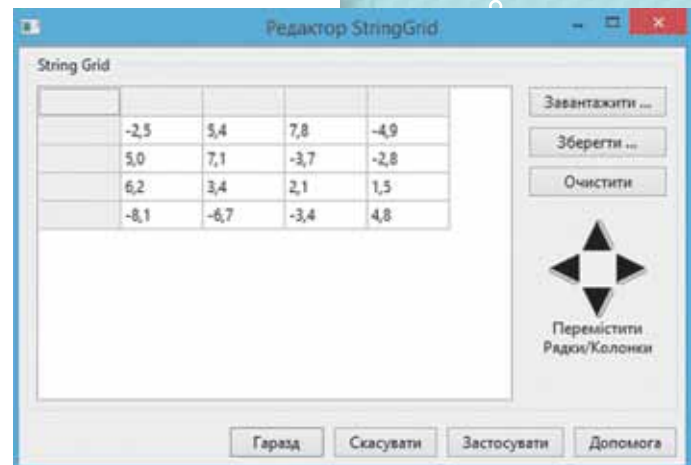 Редактор StringGrid
String Grid
Завантажити ...
Зберегти ...
Очистити
-2,5 5,4 7,8 -4,9
5,0 7,1 -3,7 -2,8
6,2 3,4 2,1 1,5
-8,1 -6,7 -3,4 4,8
Перемістити
Рядки/Колонки
Гаразд Скасувати Застосувати Допомога